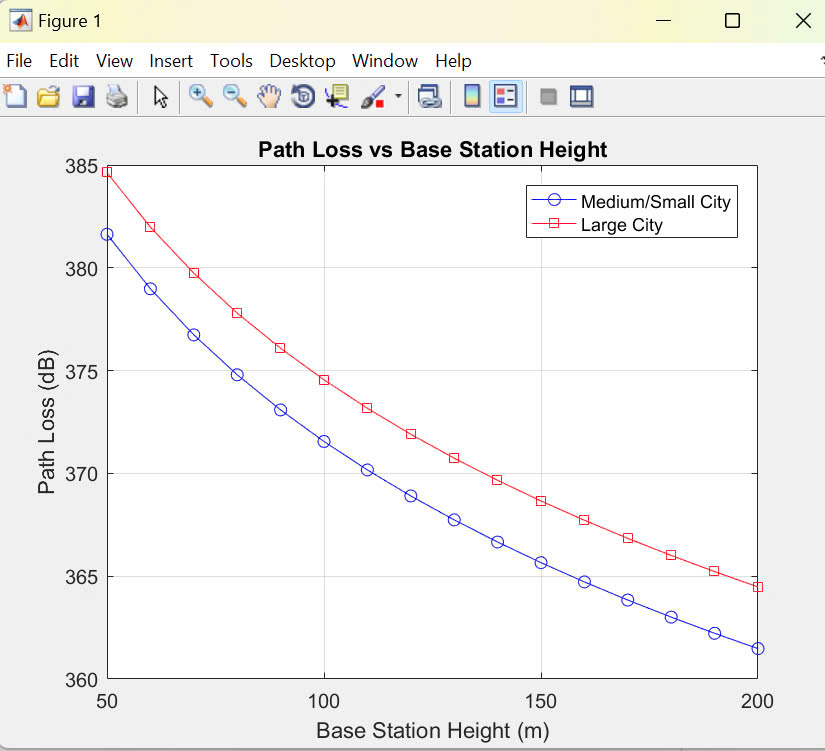 Figure 1
File Edit View Insert Tools Desktop Window Help
Path Loss vs Base Station Height
385
380
375
370
365
360
Path Loss (dB)
Medium/Small City
Large City
50 100 150 200
Base Station Height (m)